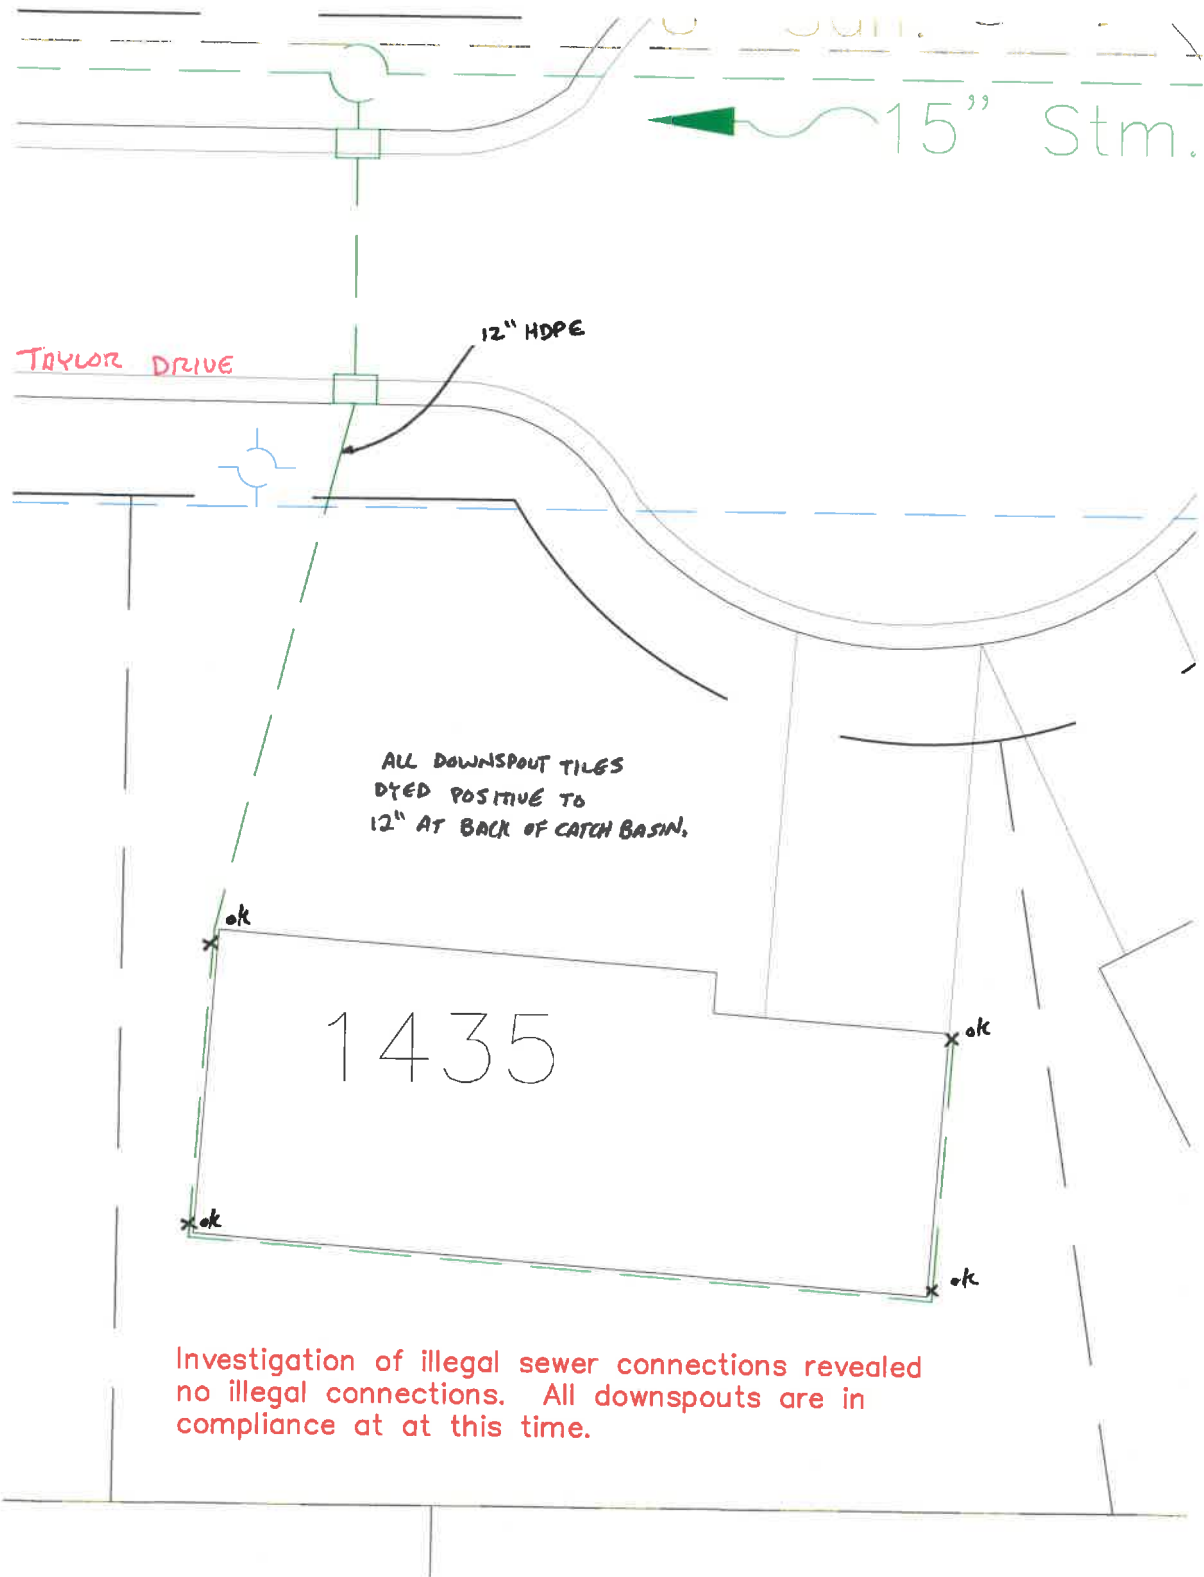 San.
15" Stm.
12" HDPE
TAYLOR DRIVE
ALL DOWNSPOUT TILES
DYED POSITIVE TO
12" AT BACK OF CATCH BASIN.
ok
1435
ok
ok
ok
Investigation of illegal sewer connections revealed
no illegal connections. All downspouts are in
compliance at at this time.